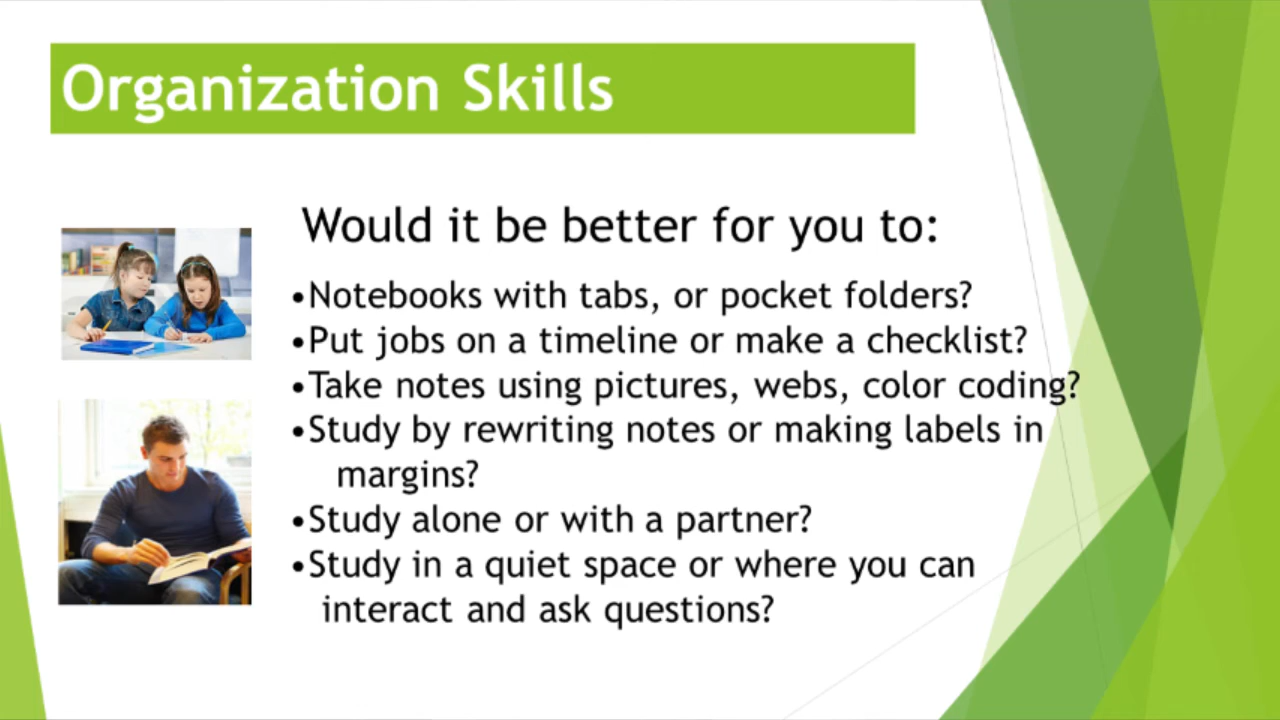 Organization Skills
Would it be better for you to:
•Notebooks with tabs, or pocket folders?
•Put jobs on a timeline or make a checklist?
•Take notes using pictures, webs, color coding?
•Study by rewriting notes or making labels in
margins?
•Study alone or with a partner?
•Study in a quiet space or where you can
interact and ask questions?